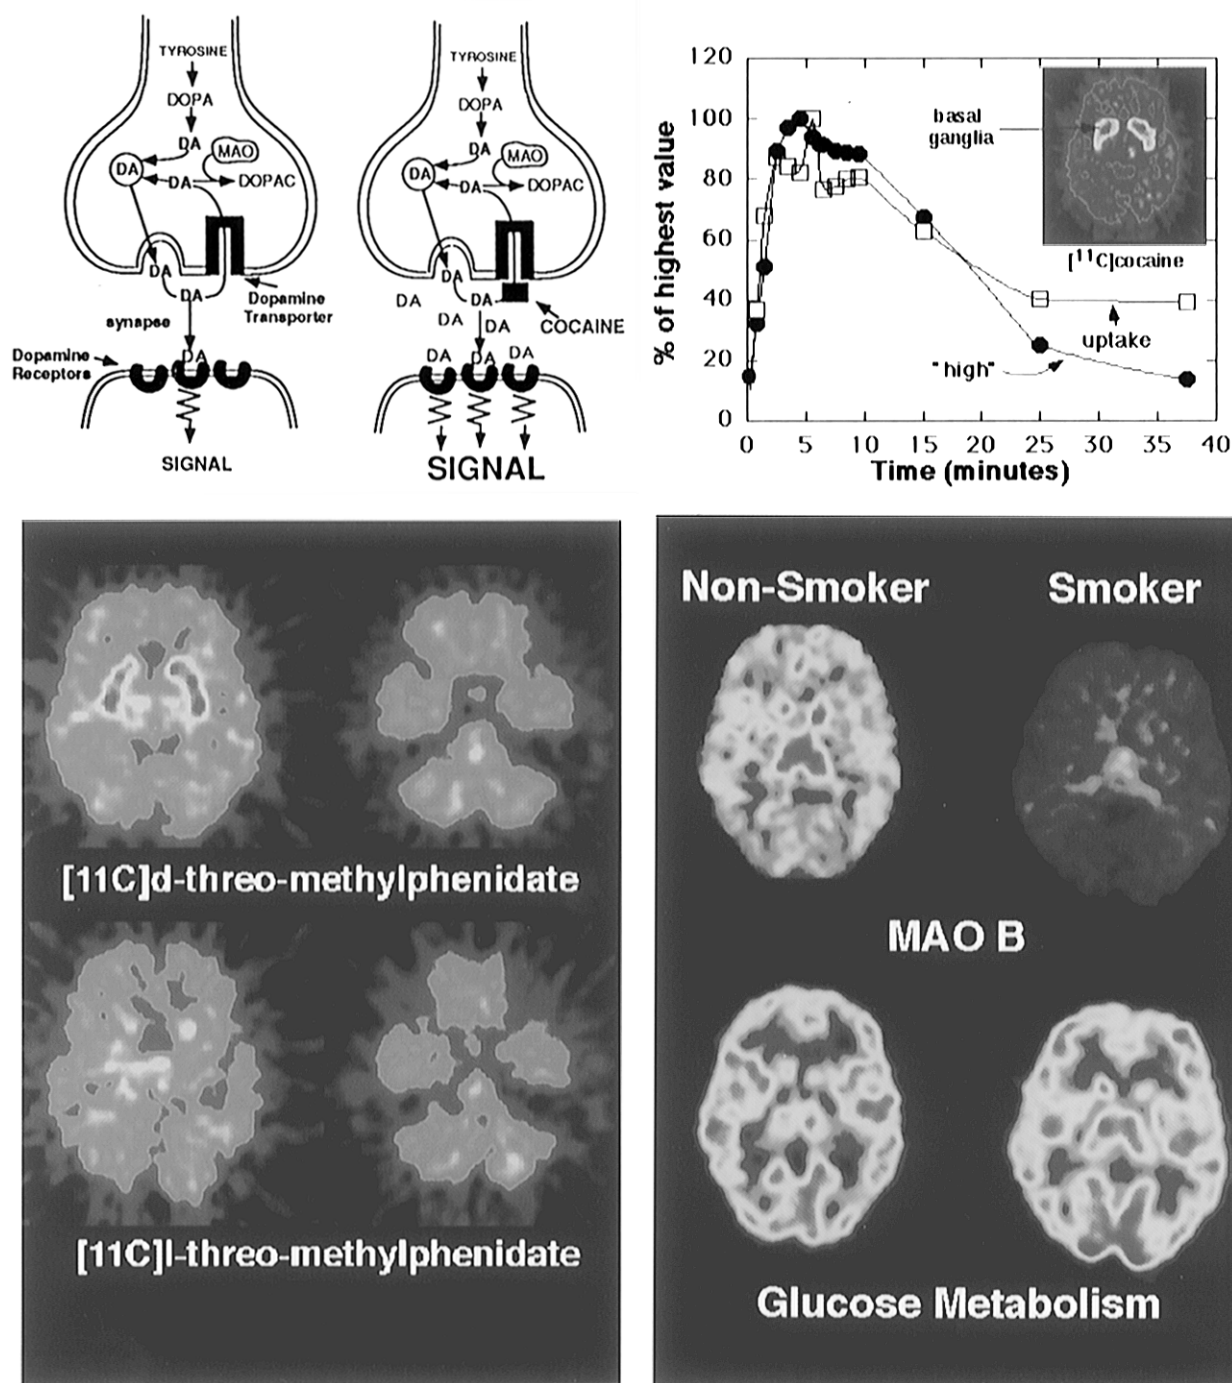 TYROSINE
DOPA
DA
MAO
DA
DA
DOPAC
DA
DA
Dopamine
Transporter
synapse
Dopamine
Receptors
DA
SIGNAL
TYROSINE
DOPA
DA
MAO
DA
DA
DOPAC
DA
DA
DA
COCAINE
DA
DA
DA
DA
DA
SIGNAL
% of highest value
120
100
80
60
40
20
0
0 5 10 15 20 25 30 35 40
Time (minutes)
basal
ganglia
[11C]cocaine
uptake
"high"
[11C]d-threo-methylphenidate
[11C]l-threo-methylphenidate
Non-Smoker
Smoker
MAO B
Glucose Metabolism